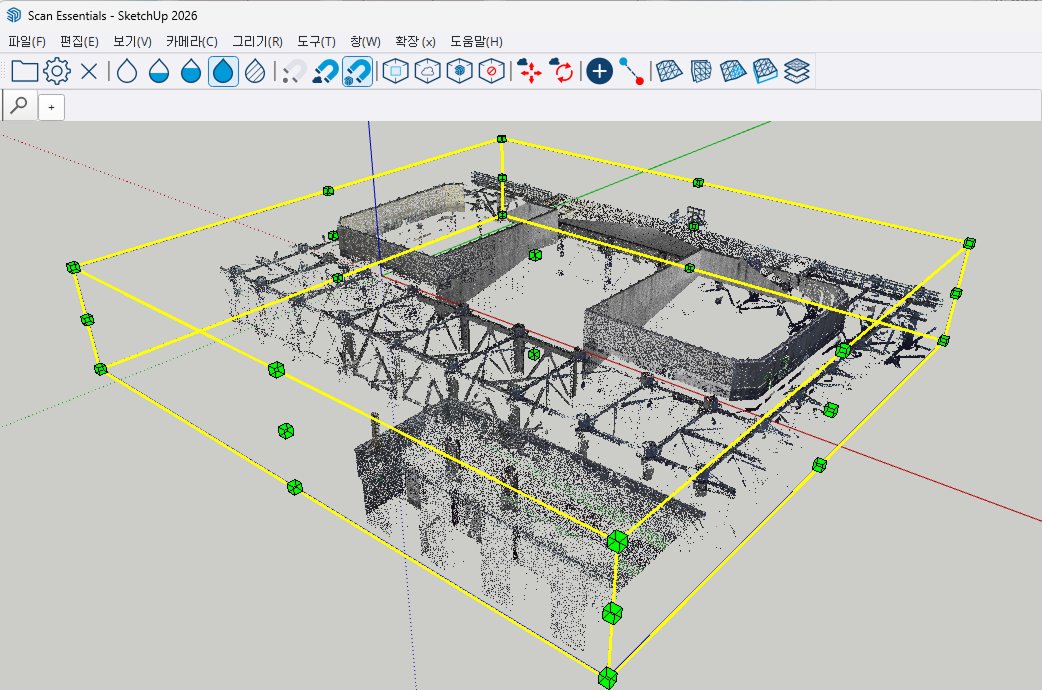 Scan Essentials - SketchUp 2026
파일(F) 편집(E) 보기(V) 카메라(C) 그리기(R) 도구(T) 창(W) 확장 (x) 도움말(H)